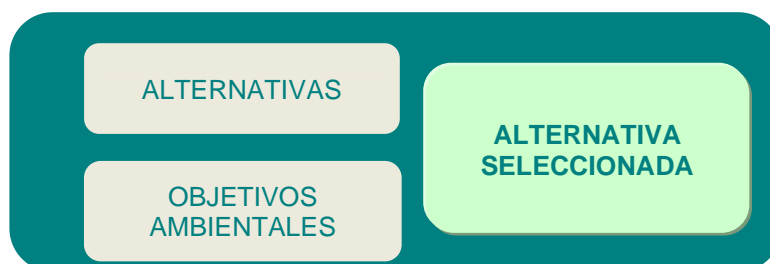 ALTERNATIVAS
OBJETIVOS
AMBIENTALES
ALTERNATIVA
SELECCIONADA